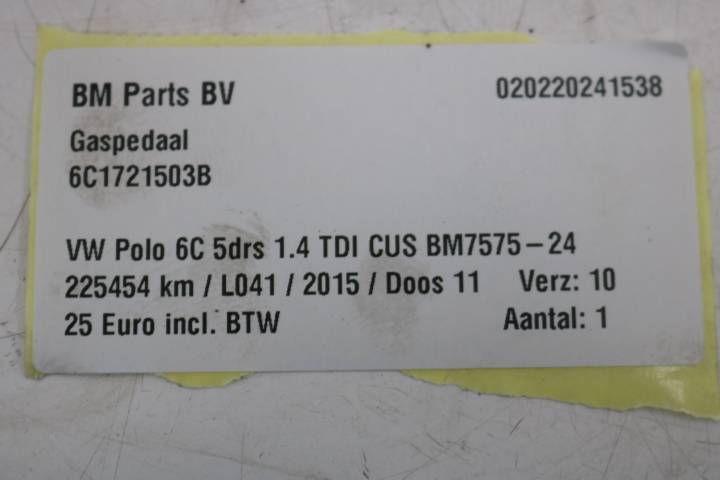 BM Parts BV 020220241538
Gaspedaal
6C1721503B
VW Polo 6C 5drs 1.4 TDI CUS BM7575-24
225454 km / L041 / 2015 / Doos 11 Verz: 10
25 Euro incl. BTW Aantal: 1